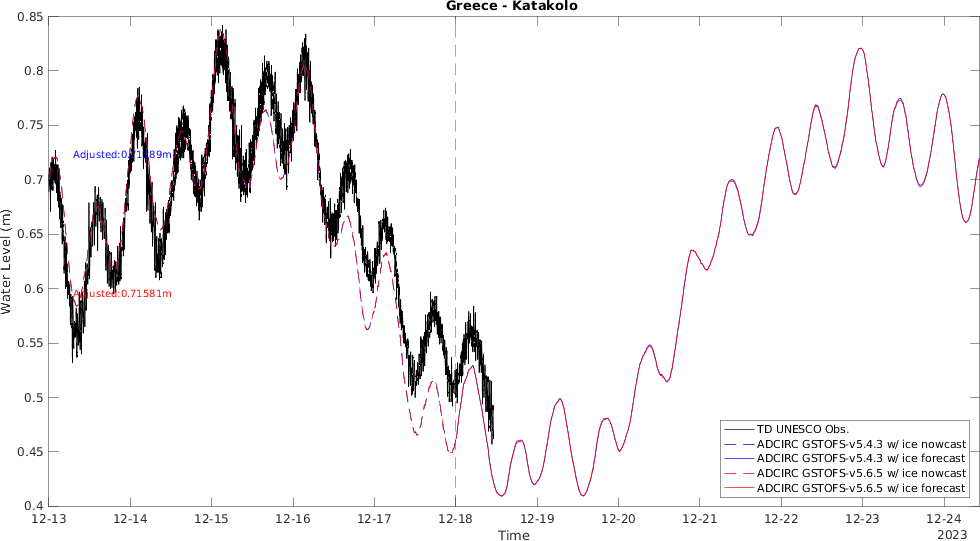 Greece - Katakolo
0.85
0.8
0.75
0.7
0.65
0.6
0.55
0.5
0.45
0.4
Water Level (m)
Adjusted:0.71581m
TD UNESCO Obs.
ADCIRC GSTOFS-v5.4.3 w/ ice nowcast
ADCIRC GSTOFS-v5.4.3 w/ ice forecast
ADCIRC GSTOFS-v5.6.5 w/ ice nowcast
ADCIRC GSTOFS-v5.6.5 w/ ice forecast
12-13 12-14 12-15 12-16 12-17 12-18 12-19 12-20 12-21 12-22 12-23 12-24
Time
2023